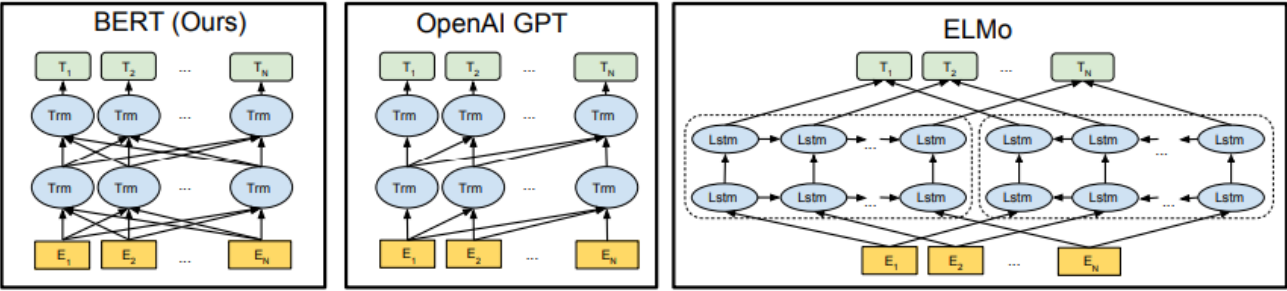 BERT (Ours)
T1 T2 ... TN
Trm Trm ... Trm
Trm Trm ... Trm
E1 E2 ... EN
OpenAI GPT
T1 T2 ... TN
Trm Trm ... Trm
Trm Trm ... Trm
E1 E2 ... EN
ELMo
T1 T2 ... TN
Lstm Lstm ... Lstm Lstm Lstm ... Lstm
Lstm Lstm ... Lstm Lstm Lstm ... Lstm
E1 E2 ... EN